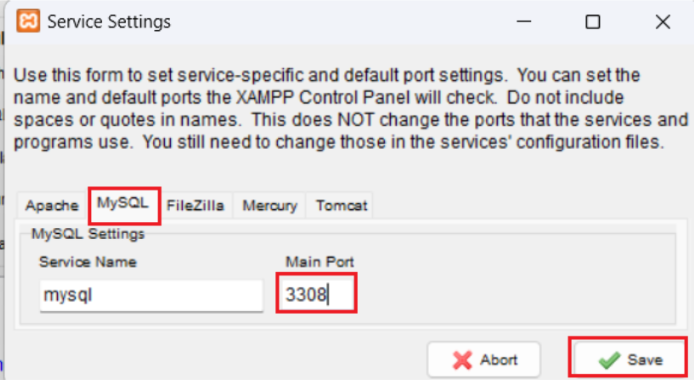 Service Settings
Use this form to set service-specific and default port settings. You can set the
name and default ports the XAMPP Control Panel will check. Do not include
spaces or quotes in names. This does NOT change the ports that the services and
programs use. You still need to change those in the services' configuration files.
Apache MySQL FileZilla Mercury Tomcat
MySQL Settings
Service Name Main Port
mysql 3308
Abort Save